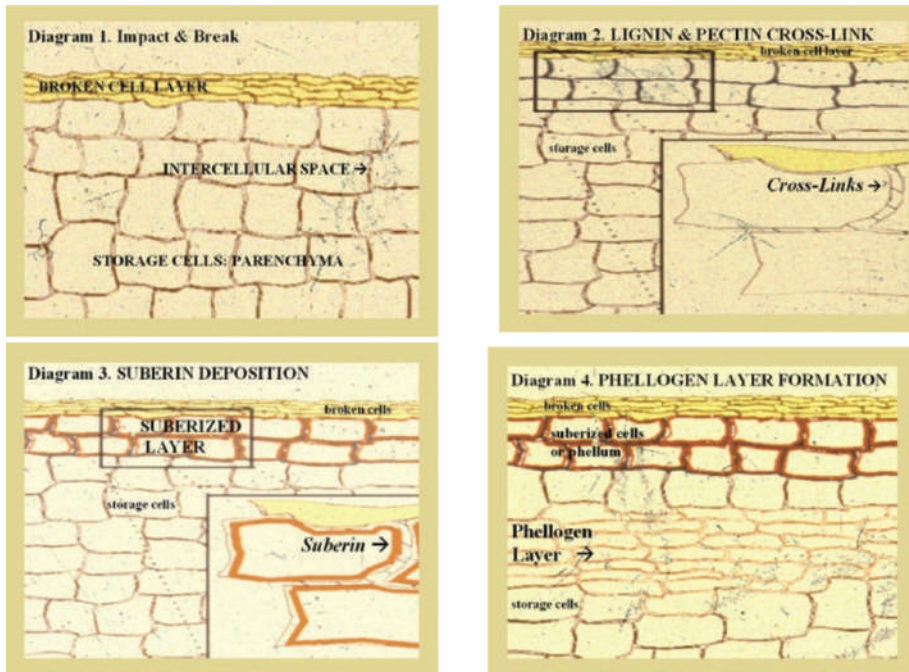 Diagram 1. Impact & Break
BROKEN CELL LAYER
INTERCELLULAR SPACE →
STORAGE CELLS: PARENCHYMA
Diagram 2. LIGNIN & PECTIN CROSS-LINK
broken cell layer
storage cells
Cross-Links →
Diagram 3. SUBERIN DEPOSITION
broken cells
SUBERIZED
LAYER
storage cells
Suberin →
Diagram 4. PHELLOGEN LAYER FORMATION
broken cells
suberized cells
or phellum
Phellogen
Layer →
storage cells